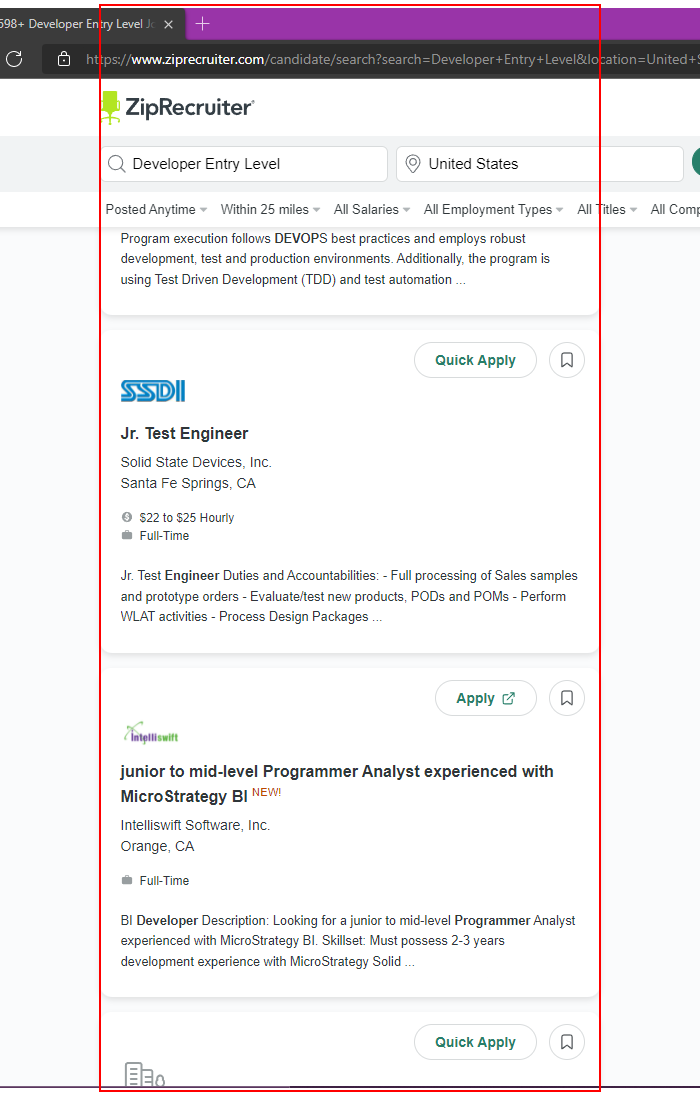 598+ Developer Entry Level Jo
https://www.ziprecruiter.com/candidate/search?search=Developer+Entry+Level&location=United+S
ZipRecruiter
Developer Entry Level
United States
Posted Anytime
Within 25 miles
All Salaries
All Employment Types
All Titles
All Comp
Program execution follows DEVOPS best practices and employs robust
development, test and production environments. Additionally, the program is
using Test Driven Development (TDD) and test automation ...
Quick Apply
SSDI
Jr. Test Engineer
Solid State Devices, Inc.
Santa Fe Springs, CA
$22 to $25 Hourly
Full-Time
Jr. Test Engineer Duties and Accountabilities: - Full processing of Sales samples
and prototype orders - Evaluate/test new products, PODs and POMs - Perform
WLAT activities - Process Design Packages ...
Apply
Intelliswift
junior to mid-level Programmer Analyst experienced with
MicroStrategy BI NEW!
Intelliswift Software, Inc.
Orange, CA
Full-Time
BI Developer Description: Looking for a junior to mid-level Programmer Analyst
experienced with MicroStrategy BI. Skillset: Must possess 2-3 years
development experience with MicroStrategy Solid ...
Quick Apply